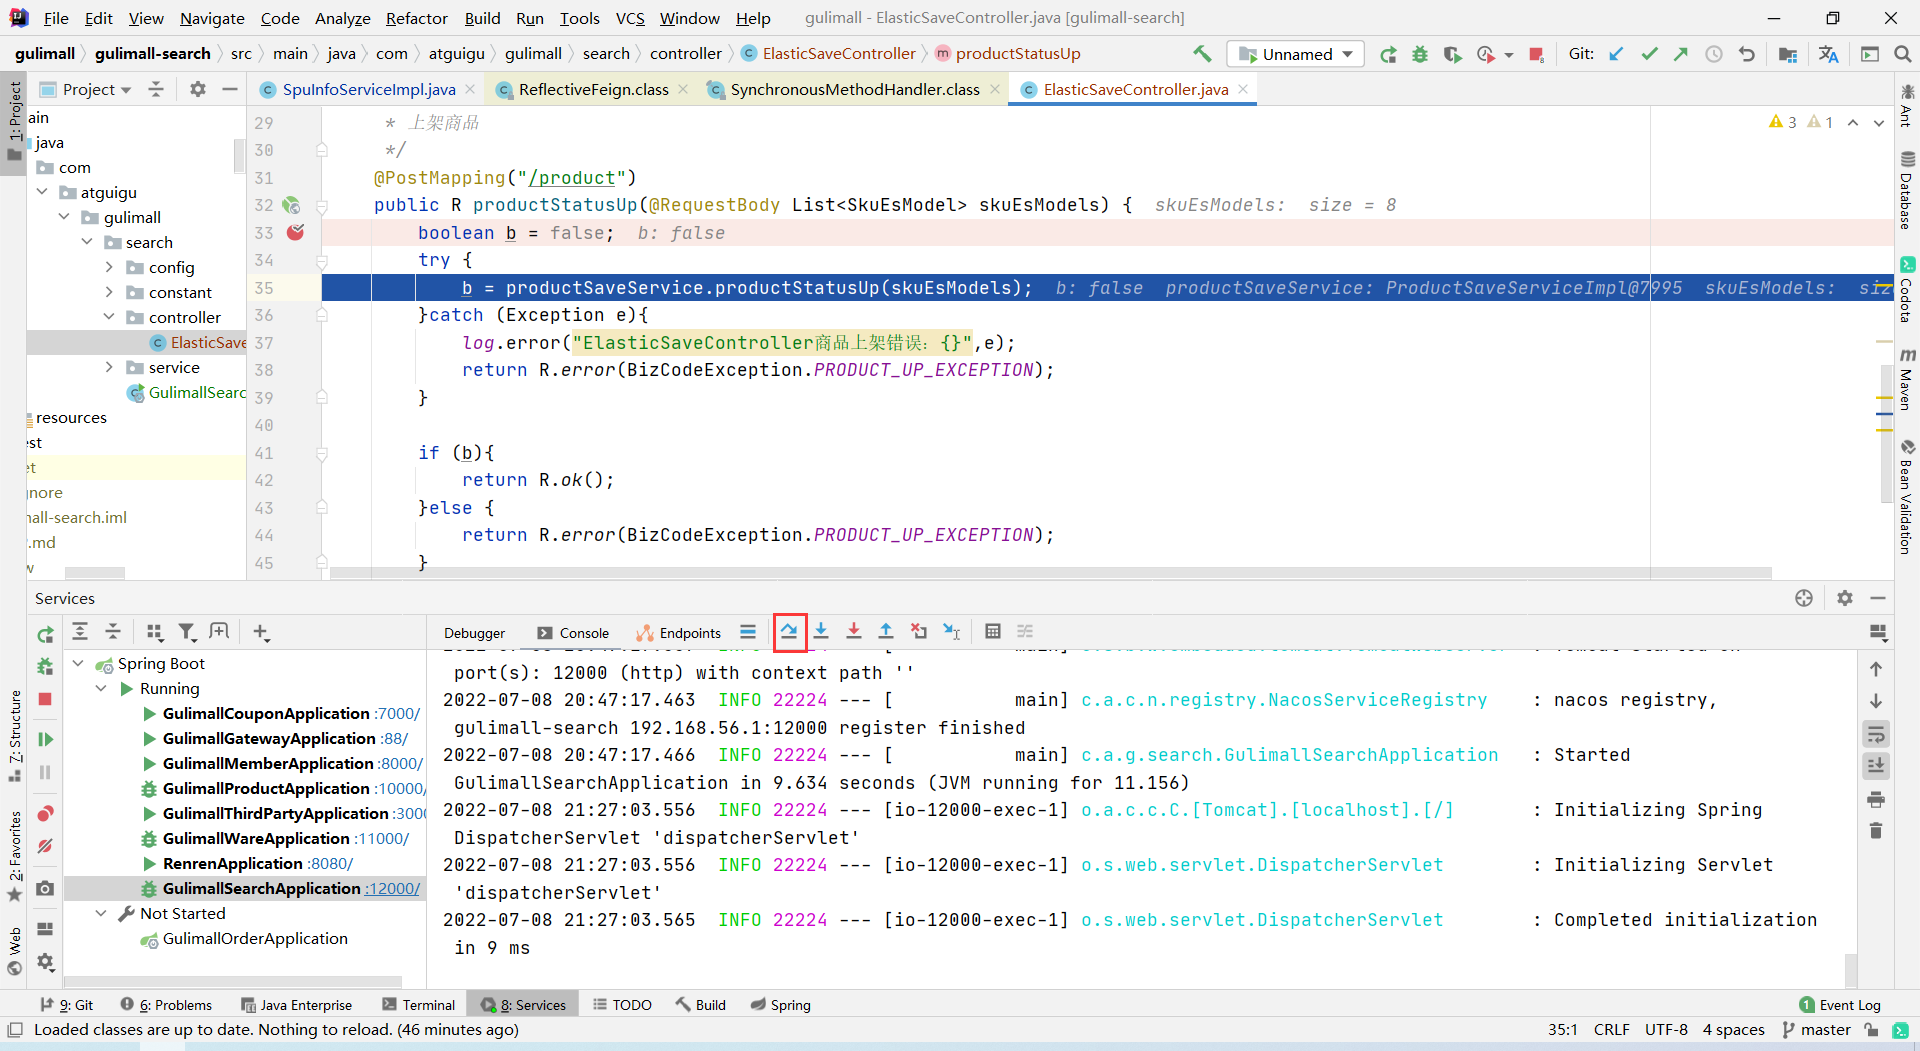 File Edit View Navigate Code Analyze Refactor Build Run Tools VCS Window Help gulimall - ElasticSaveController.java [gulimall-search]
gulimall gulimall-search src main java com atguigu gulimall search controller ElasticSaveController productStatusUp Unnamed Git:
1: Project
Project
SpuInfoServiceImpl.java ReflectiveFeign.class SynchronousMethodHandler.class ElasticSaveController.java
ain
java
com
atguigu
gulimall
search
config
constant
controller
ElasticSave
service
GulimallSearc
resources
est
et
nore
nall-search.iml
.md
w
3 1
29 * 上架商品
30 */
31 @PostMapping("/product")
32 public R productStatusUp(@RequestBody List<SkuEsModel> skuEsModels) { skuEsModels: size = 8
33 boolean b = false; b: false
34 try {
35 b = productSaveService.productStatusUp(skuEsModels); b: false productSaveService: ProductSaveServiceImpl@7995 skuEsModels: siz
36 }catch (Exception e){
37 log.error("ElasticSaveController商品上架错误: {}",e);
38 return R.error(BizCodeException.PRODUCT_UP_EXCEPTION);
39 }
40
41 if (b){
42 return R.ok();
43 }else {
44 return R.error(BizCodeException.PRODUCT_UP_EXCEPTION);
45 }
Ant
Database
Codota
Maven
Bean Validation
Services
Debugger Console Endpoints
Spring Boot
Running
GulimallCouponApplication :7000/
GulimallGatewayApplication :88/
GulimallMemberApplication :8000/
GulimallProductApplication :10000/
GulimallThirdPartyApplication :3000
GulimallWareApplication :11000/
RenrenApplication :8080/
GulimallSearchApplication :12000/
Not Started
GulimallOrderApplication
port(s): 12000 (http) with context path ''
2022-07-08 20:47:17.463 INFO 22224 --- [ main] c.a.c.n.registry.NacosServiceRegistry : nacos registry,
gulimall-search 192.168.56.1:12000 register finished
2022-07-08 20:47:17.466 INFO 22224 --- [ main] c.a.g.search.GulimallSearchApplication : Started
GulimallSearchApplication in 9.634 seconds (JVM running for 11.156)
2022-07-08 21:27:03.556 INFO 22224 --- [io-12000-exec-1] o.a.c.c.C.[Tomcat].[localhost].[/] : Initializing Spring
DispatcherServlet 'dispatcherServlet'
2022-07-08 21:27:03.556 INFO 22224 --- [io-12000-exec-1] o.s.web.servlet.DispatcherServlet : Initializing Servlet
'dispatcherServlet'
2022-07-08 21:27:03.565 INFO 22224 --- [io-12000-exec-1] o.s.web.servlet.DispatcherServlet : Completed initialization
in 9 ms
7: Structure
2: Favorites
Web
9: Git 6: Problems Java Enterprise Terminal 8: Services TODO Build Spring 1 Event Log
Loaded classes are up to date. Nothing to reload. (46 minutes ago) 35:1 CRLF UTF-8 4 spaces master